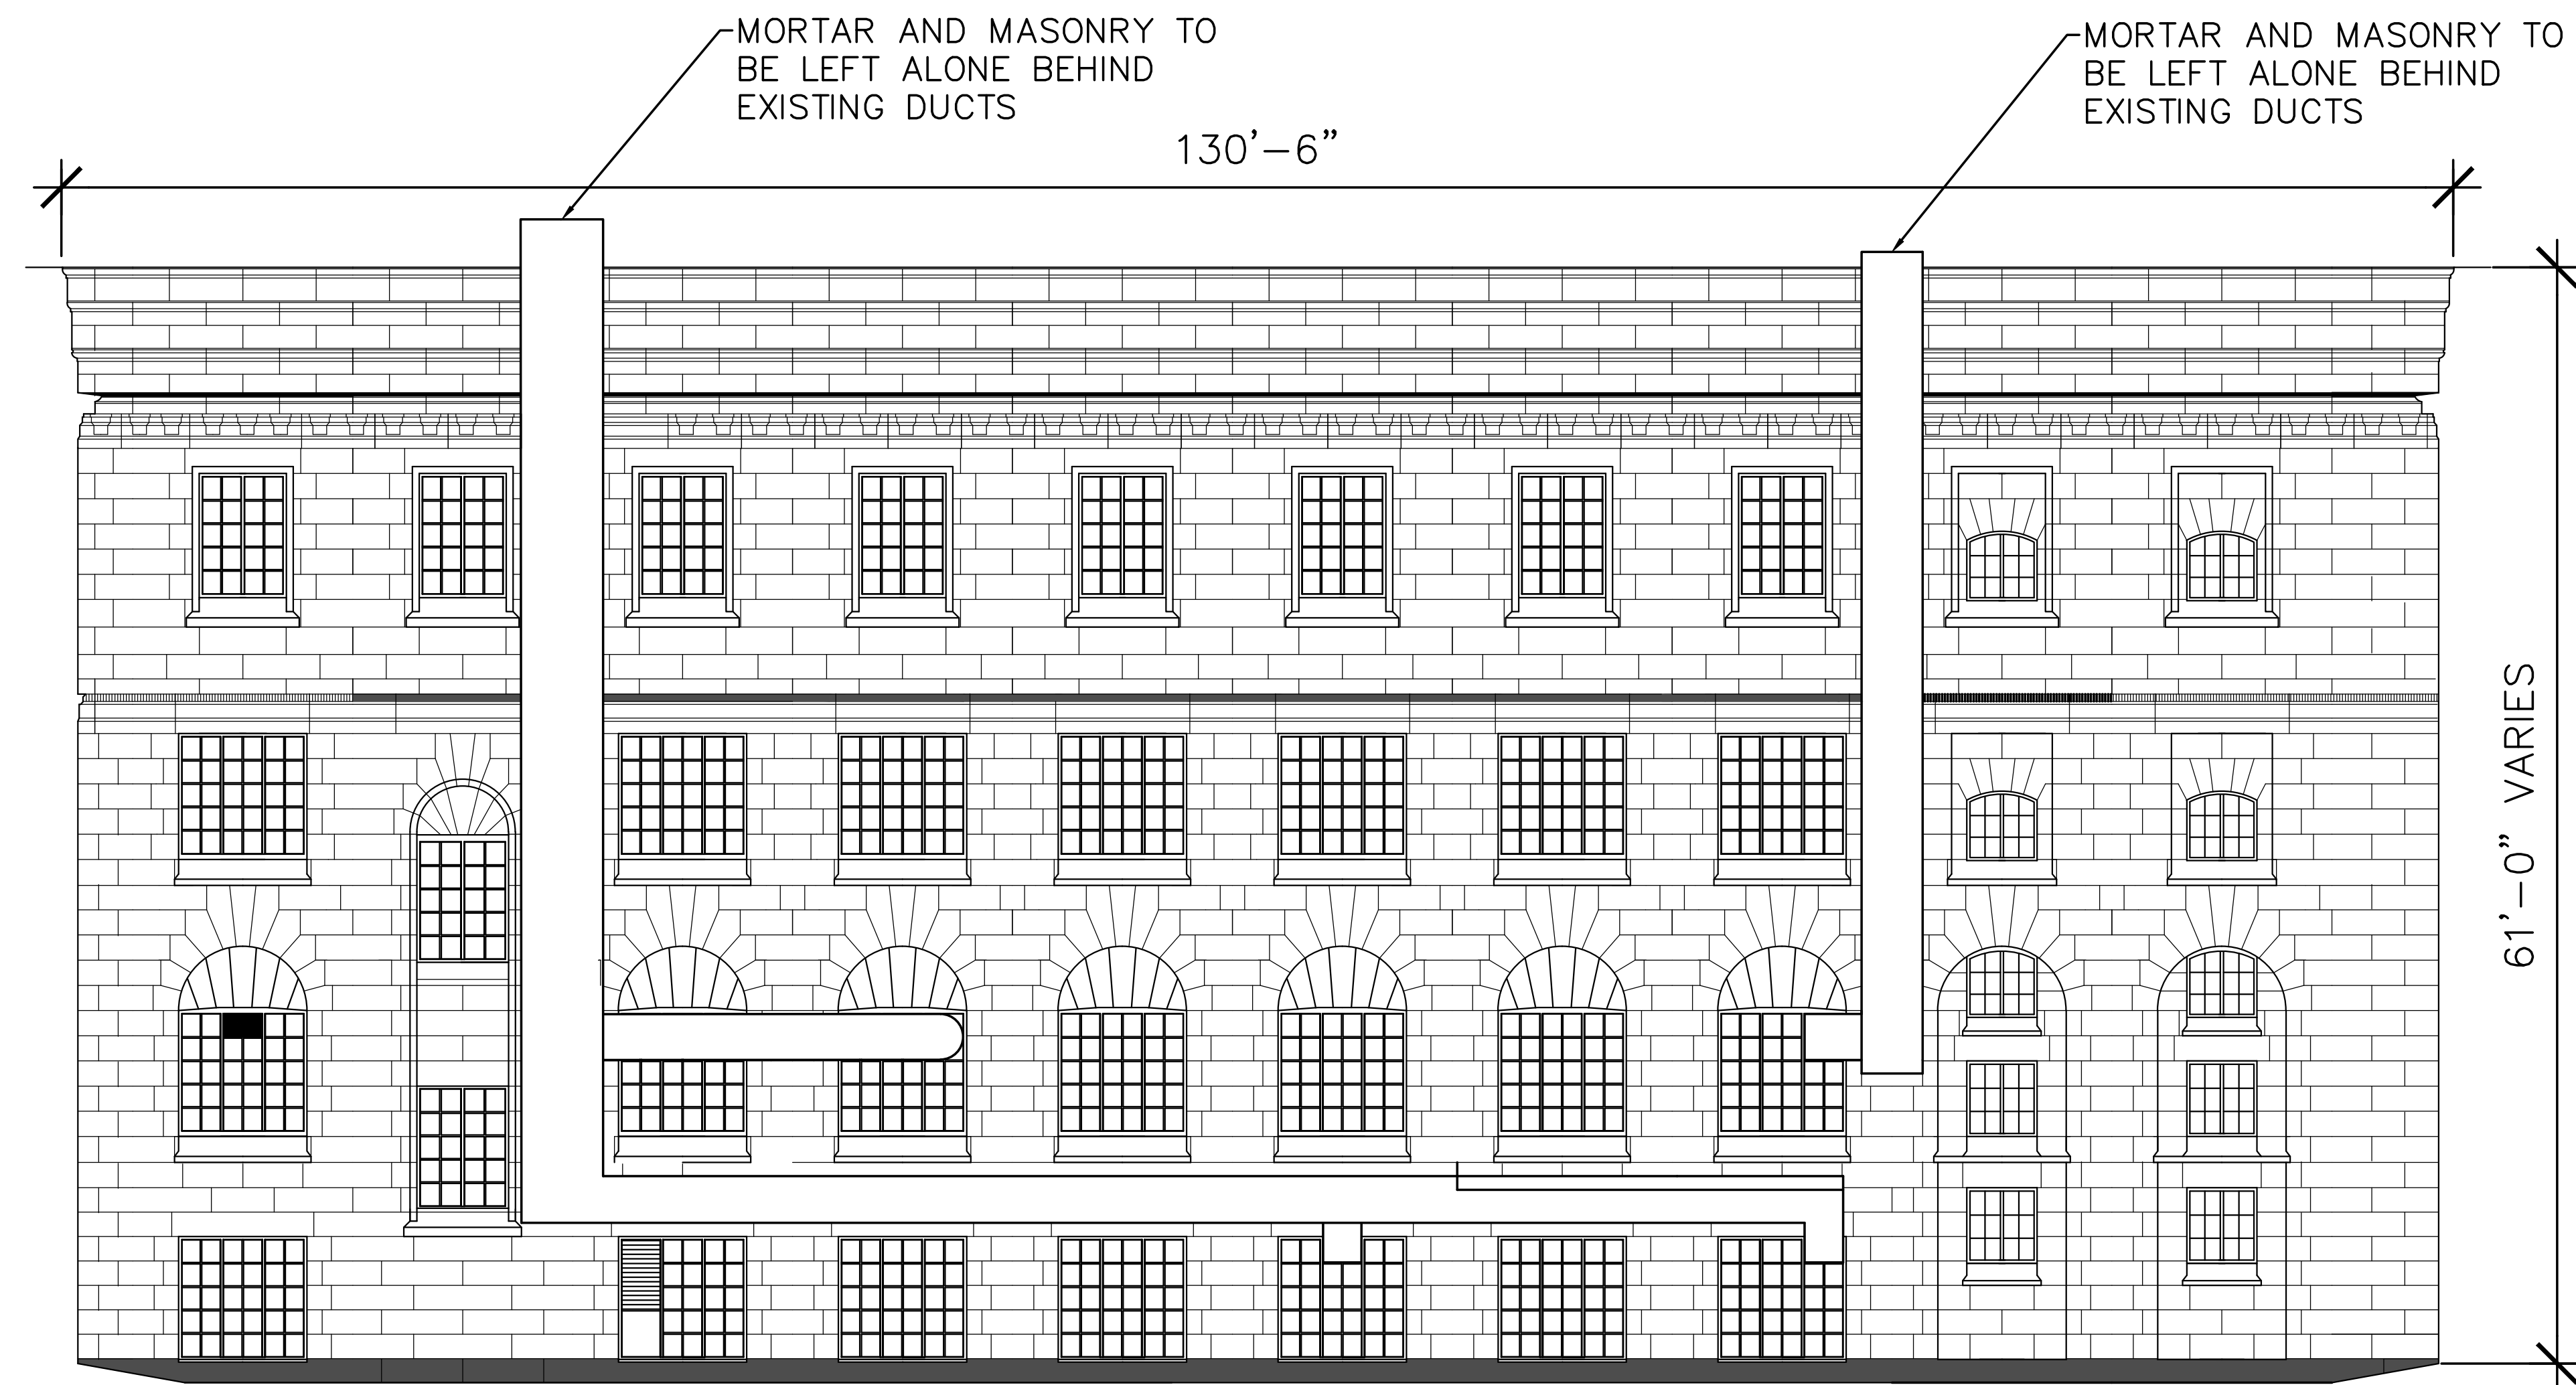 MORTAR AND MASONRY TO
BE LEFT ALONE BEHIND
EXISTING DUCTS
MORTAR AND MASONRY TO
BE LEFT ALONE BEHIND
EXISTING DUCTS
130'-6"
61'-0" VARIES